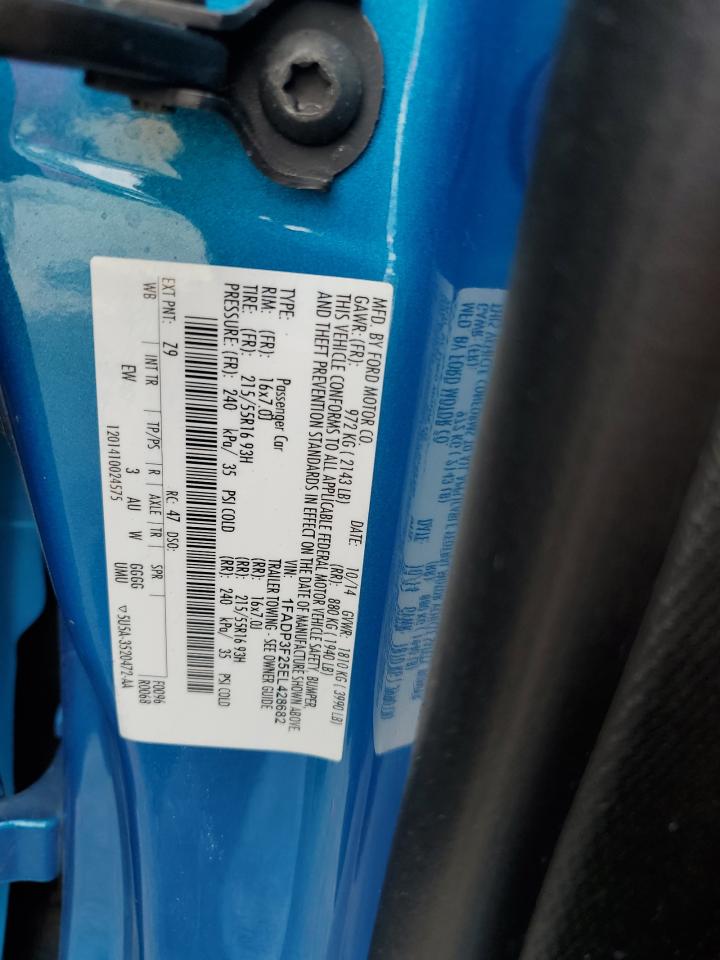 MFD. BY FORD MOTOR CO.
DATE: 10/14 GVWR: 1810 KG ( 3990 LB)
GAWR: (FR): 972 KG ( 2143 LB) (RR): 880 KG ( 1940 LB)
THIS VEHICLE CONFORMS TO ALL APPLICABLE FEDERAL MOTOR VEHICLE SAFETY, BUMPER,
AND THEFT PREVENTION STANDARDS IN EFFECT ON THE DATE OF MANUFACTURE SHOWN ABOVE
VIN: 1FADP3F25EL428682
TYPE: Passenger Car TRAILER TOWING - SEE OWNER GUIDE
RIM: (FR): 16x7.0J (RR): 16x7.0J
TIRE: (FR): 215/55R16 93H (RR): 215/55R16 93H
PRESSURE: (FR): 240 kPa/ 35 PSI COLD (RR): 240 kPa/ 35 PSI COLD
EXT PNT: Z9 RC: 47 DSO: F0096
R0068
WB INT TR TP/PS R AXLE TR SPR
EW 3 AU W GGGG
UMU
1201410024575 ▽ 5U5A-3520472-AA